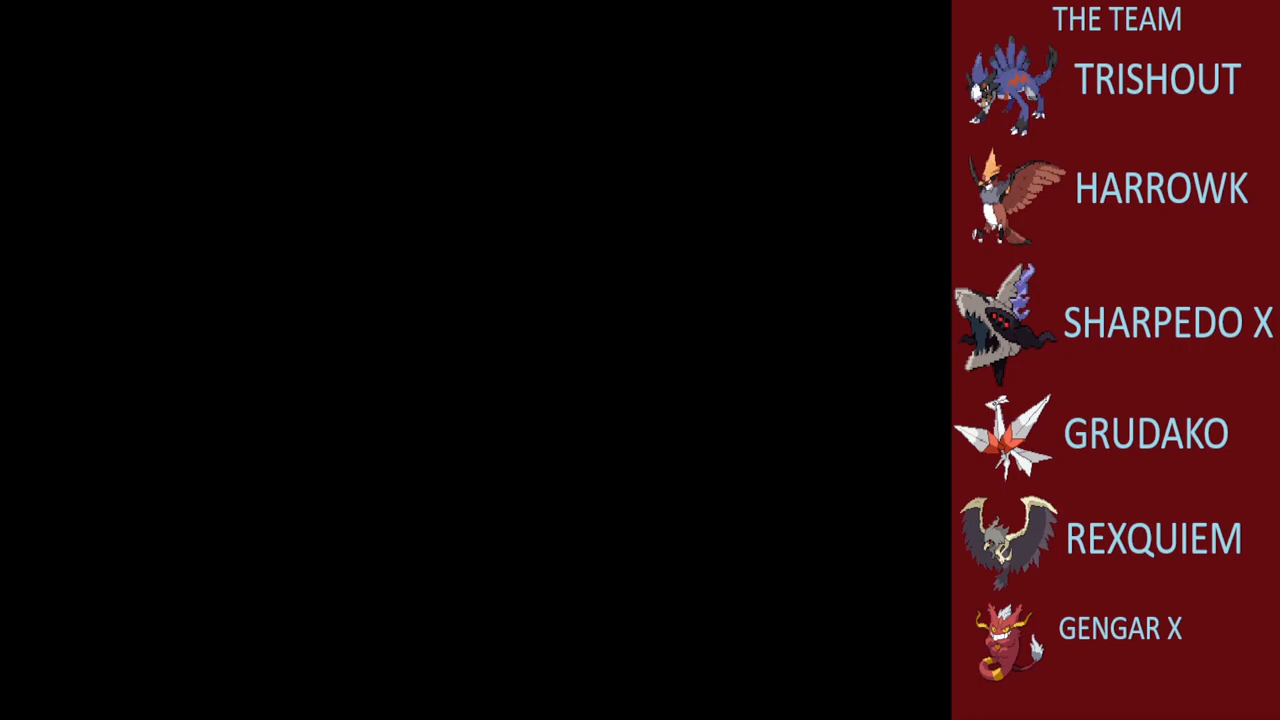 THE TEAM
TRISHOUT
HARROWK
SHARPEDO X
GRUDAKO
REXQUIEM
GENGAR X